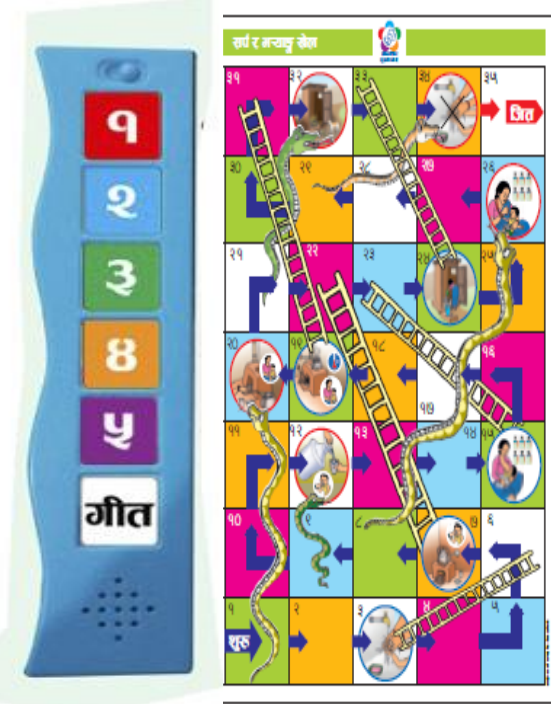 १
२
३
४
५
गीत
सर्प र भर्‍याङ्ग खेल
३१ ३२ ३३ ३४ ३५
जित
३० २९ २८ २७ २६
२१ २२ २३ २४ २५
२० १९ १८ १७ १६
११ १२ १३ १४ १५
१० ९ ८ ७ ६
१ २ ३ ४ ५
शुरु